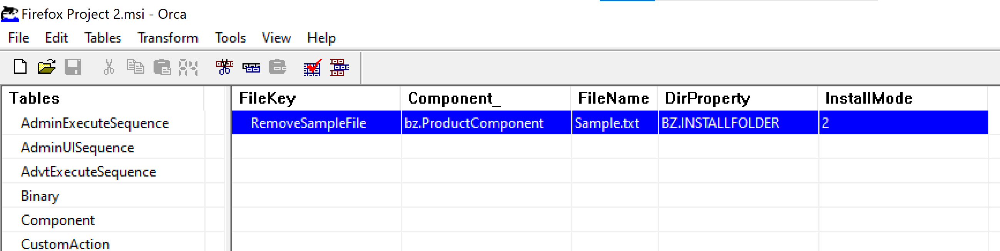 Firefox Project 2.msi - Orca
File Edit Tables Transform Tools View Help
Tables FileKey Component_ FileName DirProperty InstallMode
AdminExecuteSequence RemoveSampleFile bz.ProductComponent Sample.txt BZ.INSTALLFOLDER 2
AdminUISequence
AdvtExecuteSequence
Binary
Component
CustomAction